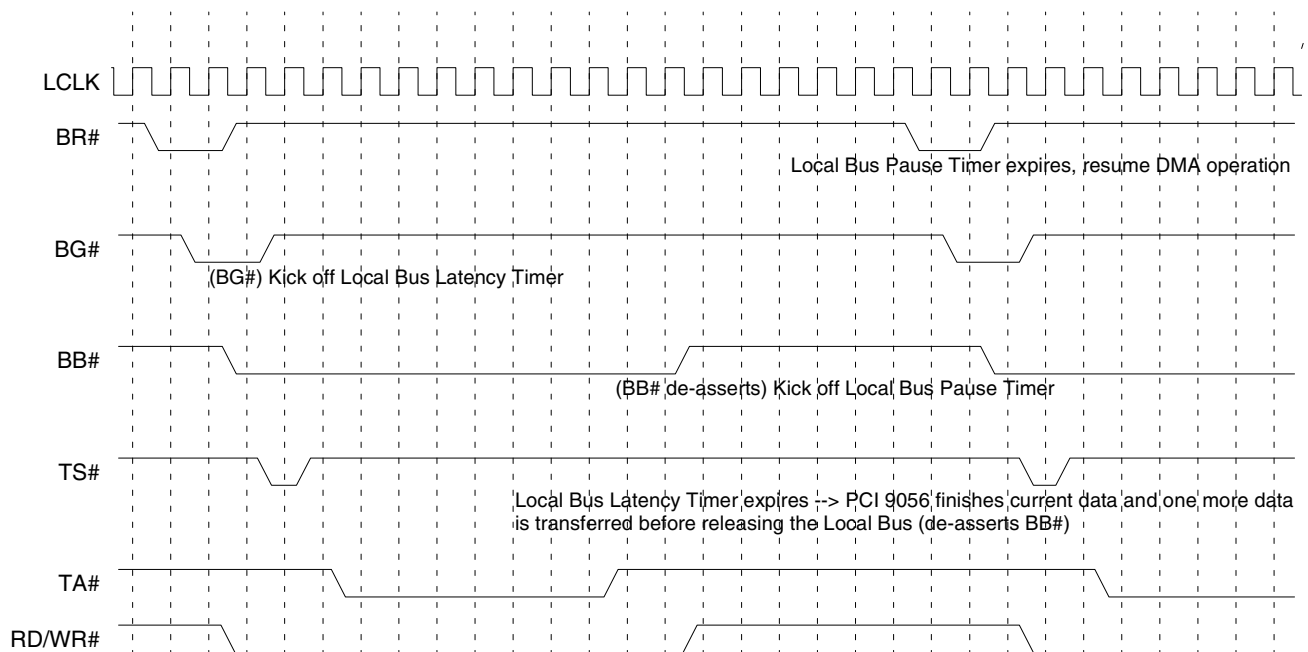 LCLK
BR#
Local Bus Pause Timer expires, resume DMA operation
BG#
(BG#) Kick off Local Bus Latency Timer
BB#
(BB# de-asserts) Kick off Local Bus Pause Timer
TS#
Local Bus Latency Timer expires --> PCI 9056 finishes current data and one more data
is transferred before releasing the Local Bus (de-asserts BB#)
TA#
RD/WR#